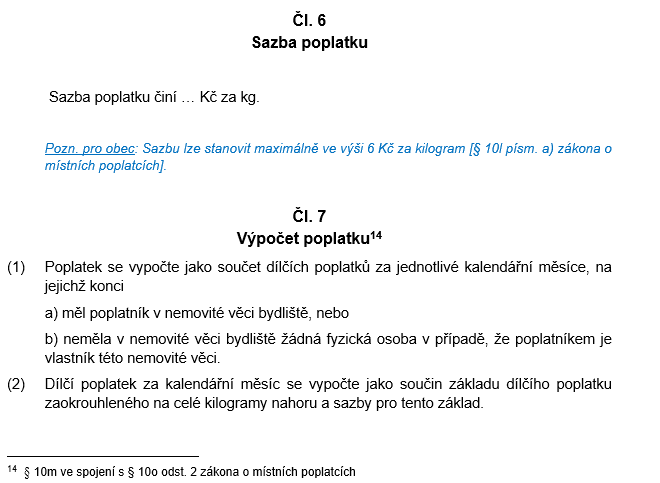 Čl. 6
Sazba poplatku
Sazba poplatku činí … Kč za kg.
Pozn. pro obec: Sazbu lze stanovit maximálně ve výši 6 Kč za kilogram [§ 10l písm. a) zákona o
místních poplatcích].
Čl. 7
Výpočet poplatku14
(1) Poplatek se vypočte jako součet dílčích poplatků za jednotlivé kalendářní měsíce, na
jejichž konci
a) měl poplatník v nemovité věci bydliště, nebo
b) neměla v nemovité věci bydliště žádná fyzická osoba v případě, že poplatníkem je
vlastník této nemovité věci.
(2) Dílčí poplatek za kalendářní měsíc se vypočte jako součin základu dílčího poplatku
zaokrouhleného na celé kilogramy nahoru a sazby pro tento základ.
14 § 10m ve spojení s § 10o odst. 2 zákona o místních poplatcích